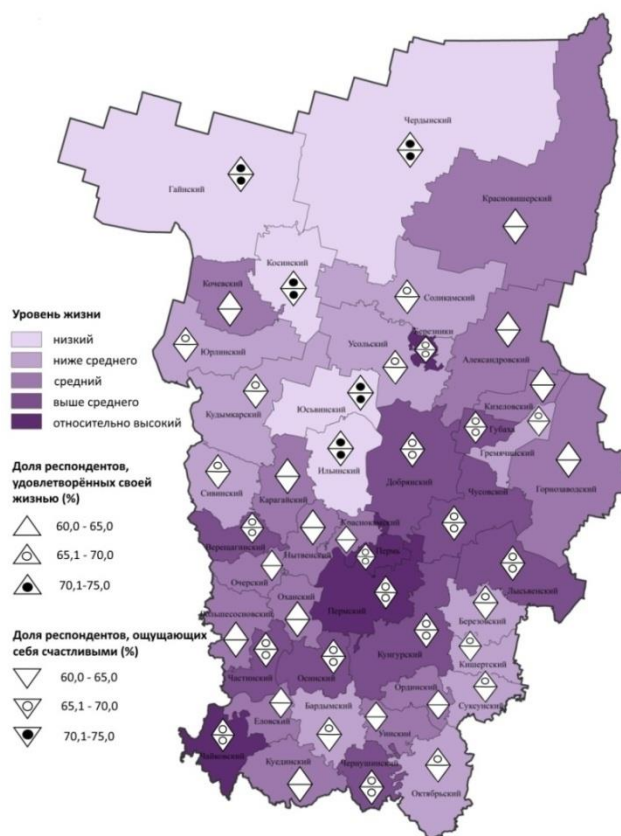 Чердынский
Гайнский
Красновишерский
Косинский
Кочевский
Соликамский
Березники
Юрлинский
Усольский
Александровский
Кудымкарский
Юсьвинский
Кизеловский
Губаха
Гремячинский
Ильинский
Добрянский
Горнозаводский
Сивинский
Карагайский
Чусовской
Краснокамский
Верещагинский
Нытвенский
Пермь
Очерский
Лысьвенский
Оханский
Пермский
Большесосновский
Березовский
Частинский
Осинский
Кунгурский
Кишертский
Ординский
Суксунский
Еловский
Бардымский
Уинский
Чайковский
Куединский
Чернушинский
Октябрьский
Уровень жизни
низкий
ниже среднего
средний
выше среднего
относительно высокий
Доля респондентов,
удовлетворённых своей
жизнью (%)
60,0 - 65,0
65,1 - 70,0
70,1-75,0
Доля респондентов, ощущающих
себя счастливыми (%)
60,0 - 65,0
65,1 - 70,0
70,1-75,0